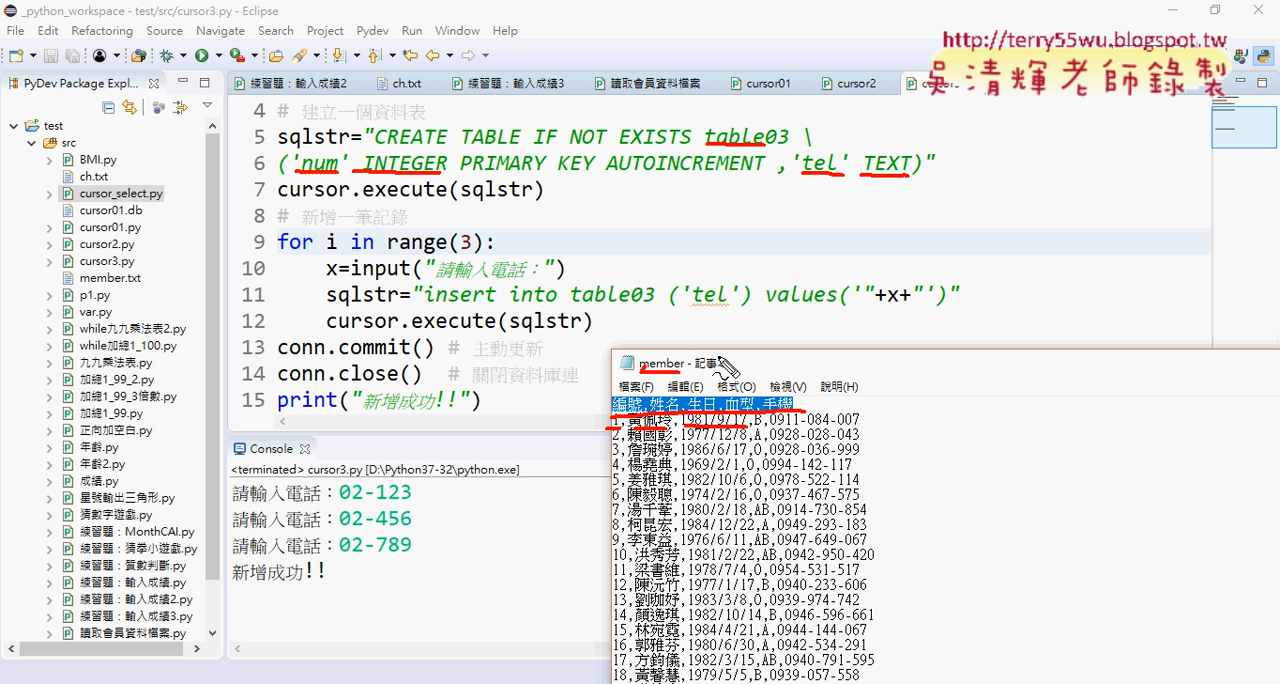 _python_workspace - test/src/cursor3.py - Eclipse
File Edit Refactoring Source Navigate Search Project Pydev Run Window Help
http://terry55wu.blogspot.tw
吳清輝老師錄製
PyDev Package Expl...
練習題：輸入成績2 ch.txt 練習題：輸入成績3 讀取會員資料檔案 cursor01 cursor2
test
src
BMI.py
ch.txt
cursor_select.py
cursor01.db
cursor01.py
cursor2.py
cursor3.py
member.txt
p1.py
var.py
while九九乘法表2.py
while加總1_100.py
九九乘法表.py
加總1_99_2.py
加總1_99_3倍數.py
加總1_99.py
正向加空白.py
年齡.py
年齡2.py
成績.py
星號輸出三角形.py
猜數字遊戲.py
練習題：MonthCAI.py
練習題：猜拳小遊戲.py
練習題：質數判斷.py
練習題：輸入成績.py
練習題：輸入成績2.py
練習題：輸入成績3.py
讀取會員資料檔案.py
4 # 建立一個資料表
5 sqlstr="CREATE TABLE IF NOT EXISTS table03 \
6 ('num' INTEGER PRIMARY KEY AUTOINCREMENT ,'tel' TEXT)"
7 cursor.execute(sqlstr)
8 # 新增一筆記錄
9 for i in range(3):
10 x=input("請輸入電話：")
11 sqlstr="insert into table03 ('tel') values('"+x+"')"
12 cursor.execute(sqlstr)
13 conn.commit() # 主動更新
14 conn.close() # 關閉資料庫連
15 print("新增成功!!")
Console
<terminated> cursor3.py [D:\Python37-32\python.exe]
請輸入電話：02-123
請輸入電話：02-456
請輸入電話：02-789
新增成功!!
member - 記事
檔案(F) 編輯(E) 格式(O) 檢視(V) 說明(H)
編號,姓名,生日,血型,手機
1,黃佩玲,1981/9/17,B,0911-084-007
2,賴國彰,1977/12/8,A,0928-028-043
3,詹琬婷,1986/6/17,O,0928-036-999
4,楊堯典,1969/2/1,O,0994-142-117
5,姜雅琪,1982/10/6,O,0978-522-114
6,陳毅聰,1974/2/16,O,0937-467-575
7,湯千菶,1980/2/18,AB,0914-730-854
8,柯昆宏,1984/12/22,A,0949-293-183
9,李東益,1976/6/11,AB,0947-649-067
10,洪秀芳,1981/2/22,AB,0942-950-420
11,梁書維,1978/7/4,O,0954-531-517
12,陳沅竹,1977/1/17,B,0940-233-606
13,劉珈妤,1983/3/8,O,0939-974-742
14,顏逸琪,1982/10/14,B,0946-596-661
15,林宛霓,1984/4/21,A,0944-144-067
16,郭雅芬,1980/6/30,A,0942-534-291
17,方鈞儀,1982/3/15,AB,0940-791-595
18,黃馨慧,1979/5/5,B,0939-057-558